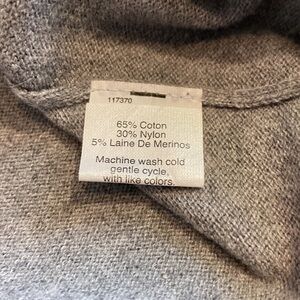 117370
65% Coton
30% Nylon
5% Laine De Merinos
Machine wash cold
gentle cycle,
with like colors.